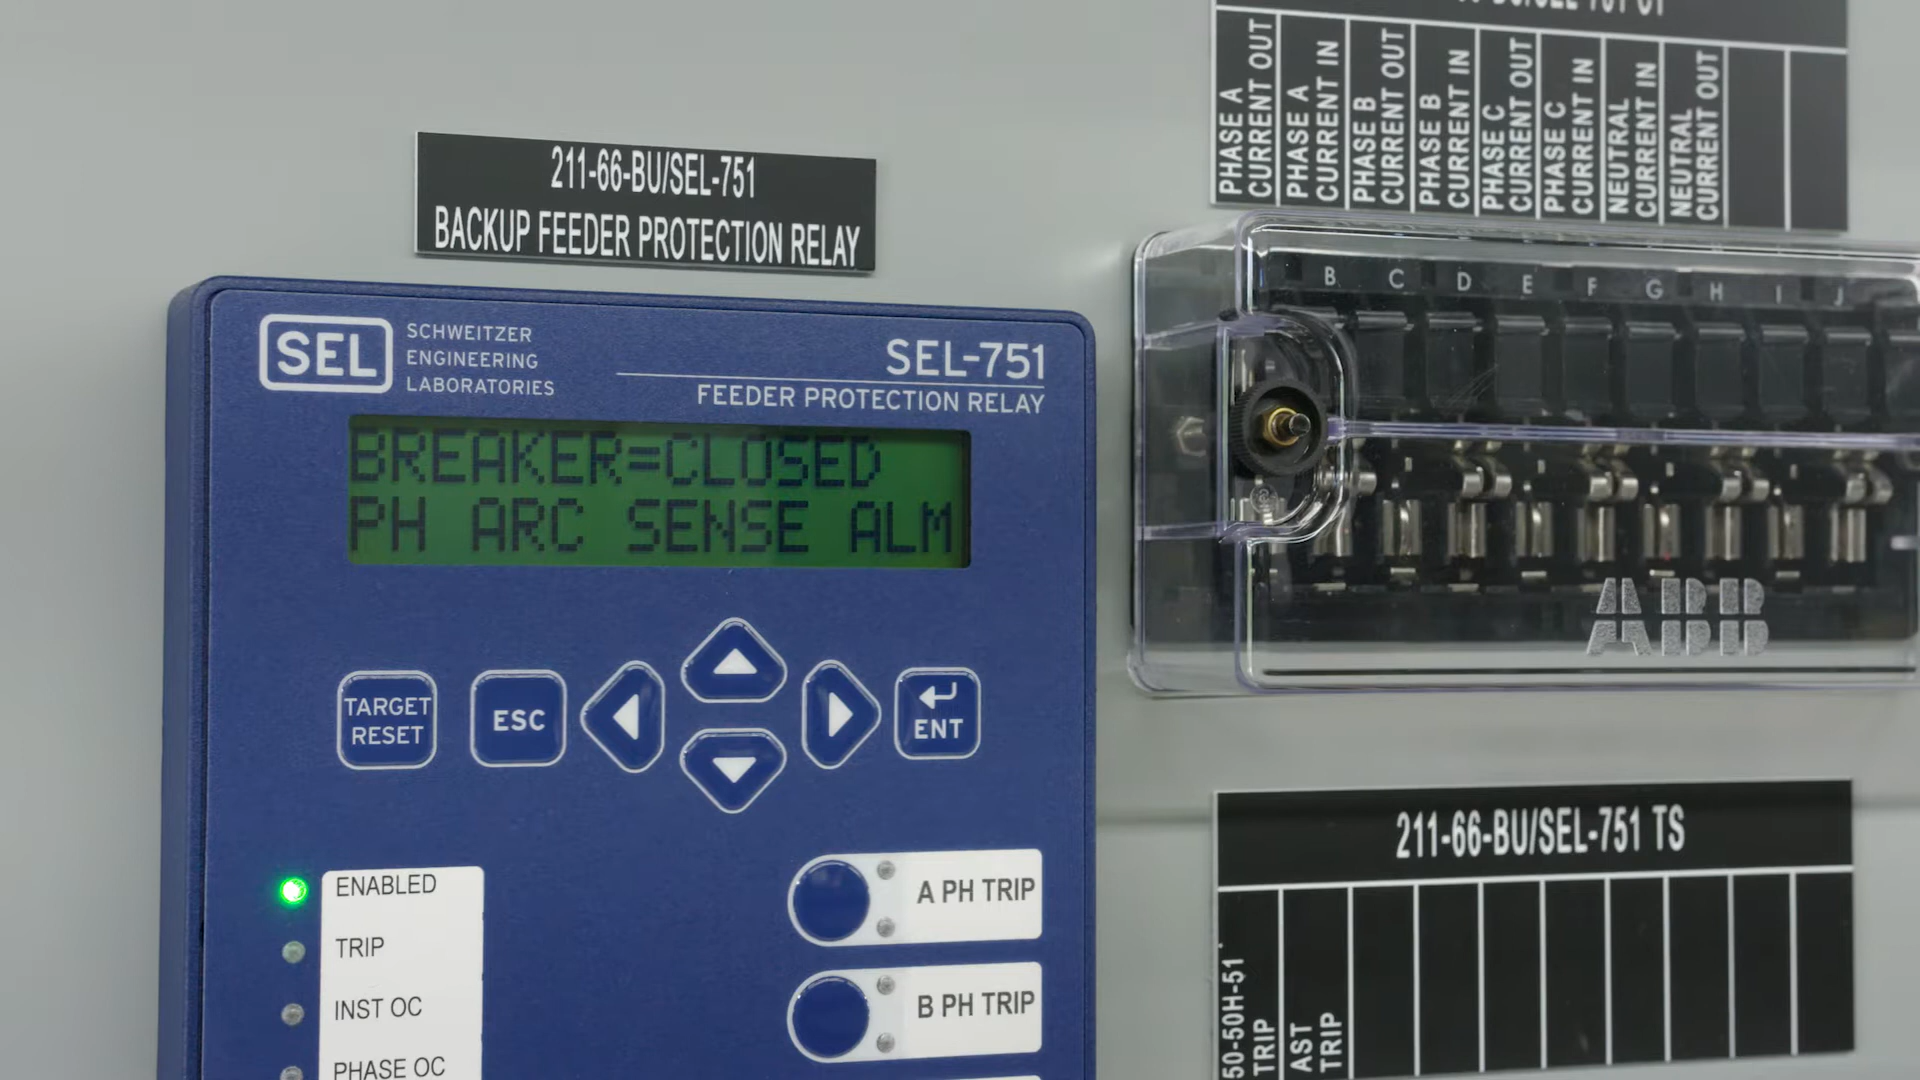 211-66-BU/SEL-751
BACKUP FEEDER PROTECTION RELAY
SEL
SCHWEITZER
ENGINEERING
LABORATORIES
SEL-751
FEEDER PROTECTION RELAY
BREAKER=CLOSED
PH ARC SENSE ALM
TARGET
RESET
ESC
ENT
ENABLED
TRIP
INST OC
PHASE OC
A PH TRIP
B PH TRIP
PHASE A
CURRENT OUT
PHASE A
CURRENT IN
PHASE B
CURRENT OUT
PHASE B
CURRENT IN
PHASE C
CURRENT OUT
PHASE C
CURRENT IN
NEUTRAL
CURRENT IN
NEUTRAL
CURRENT OUT
B C D E F G H I J
ABB
211-66-BU/SEL-751 TS
50-50H-51
TRIP
AST
TRIP